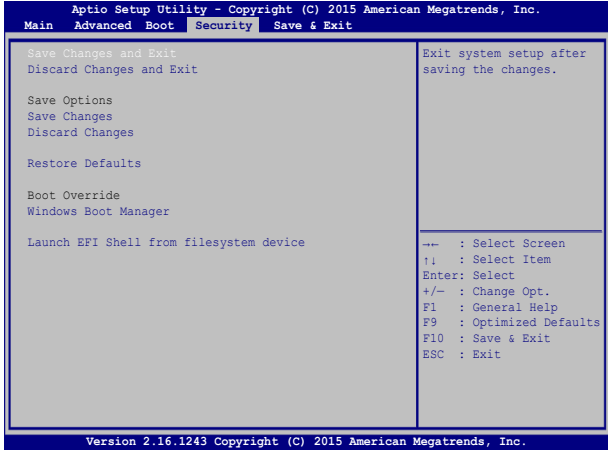 Aptio Setup Utility - Copyright (C) 2015 American Megatrends, Inc.
Main Advanced Boot Security Save & Exit
Save Changes and Exit
Discard Changes and Exit
Save Options
Save Changes
Discard Changes
Restore Defaults
Boot Override
Windows Boot Manager
Launch EFI Shell from filesystem device
Exit system setup after
saving the changes.
→← : Select Screen
↑↓ : Select Item
Enter: Select
+/— : Change Opt.
F1 : General Help
F9 : Optimized Defaults
F10 : Save & Exit
ESC : Exit
Version 2.16.1243 Copyright (C) 2015 American Megatrends, Inc.